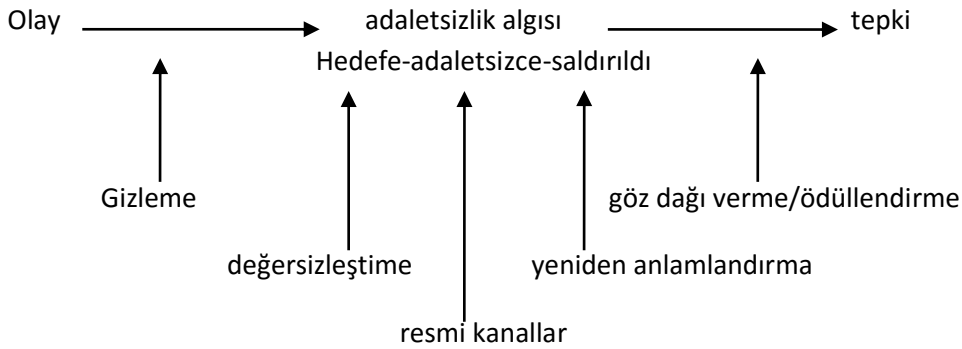 Olay adaletsizlik algısı tepki
Hedefe-adaletsizce-saldırıldı
Gizleme göz dağı verme/ödüllendirme
değersizleştime yeniden anlamlandırma
resmi kanallar